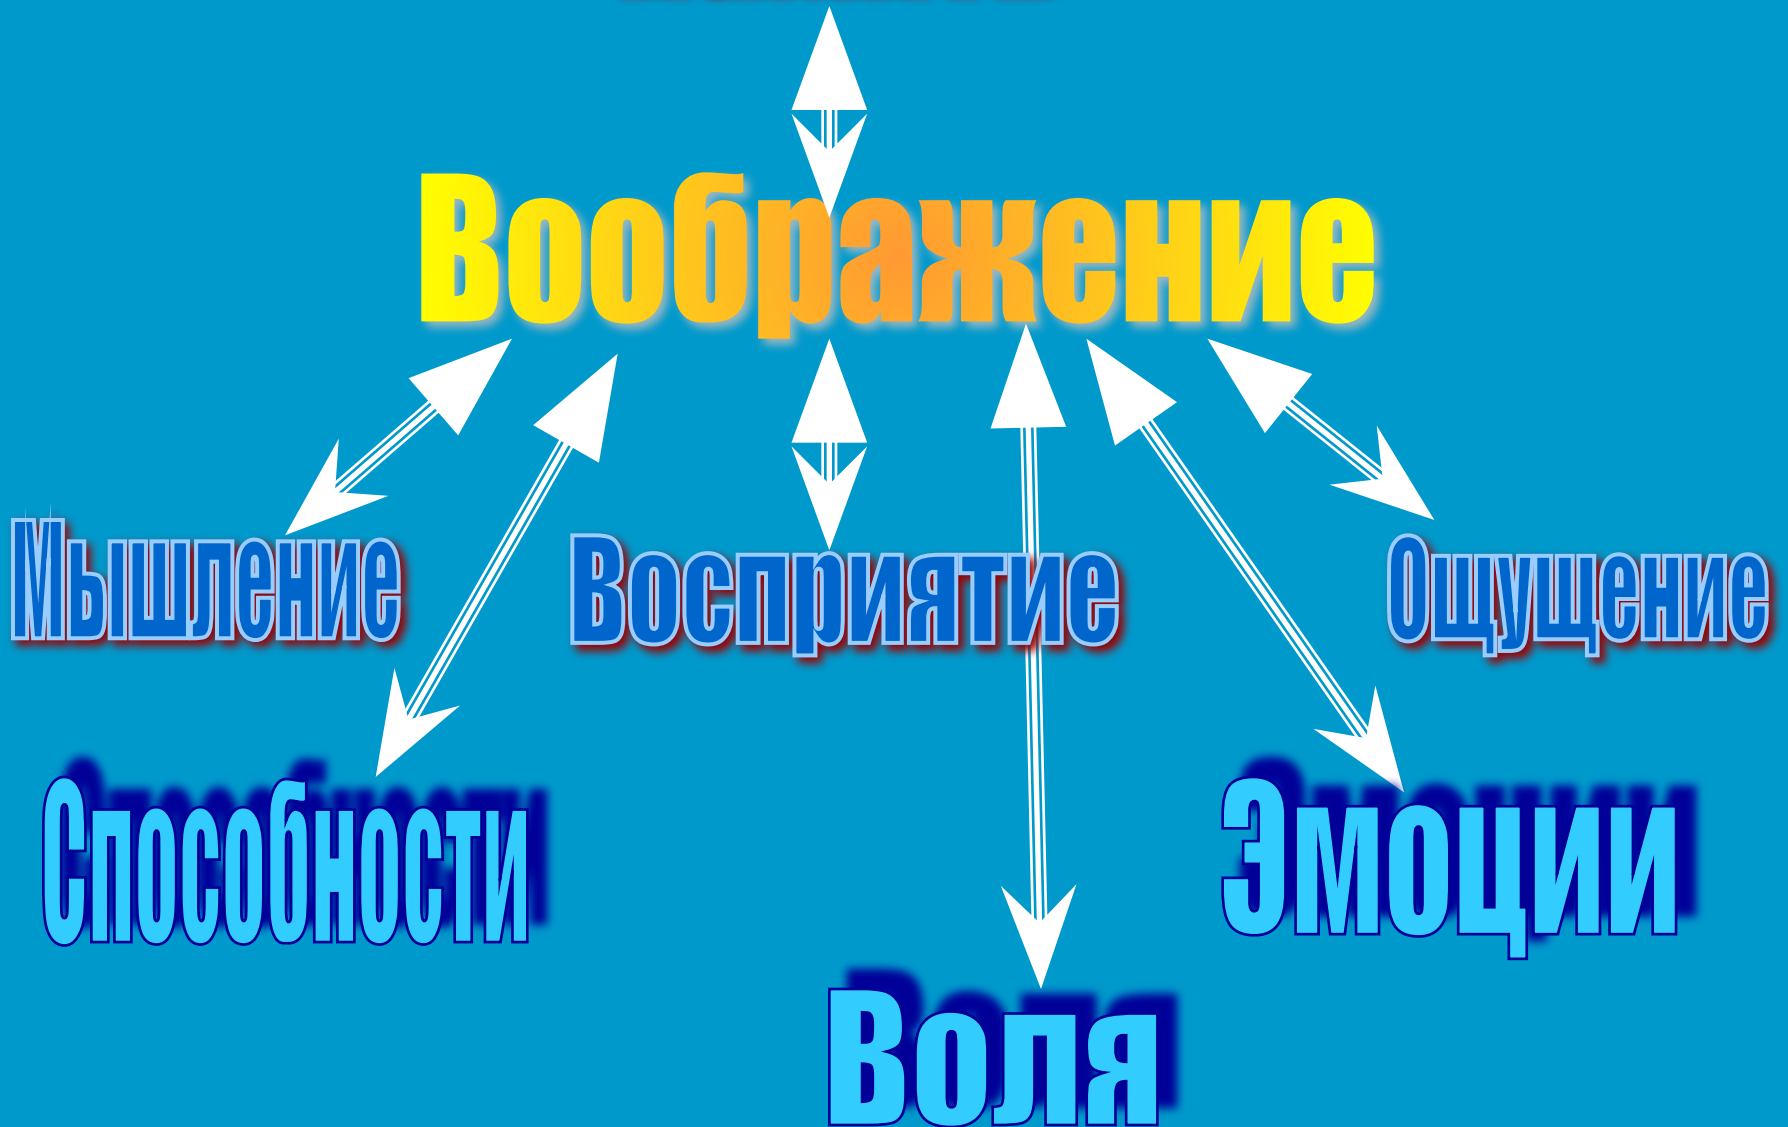 Воображение
Мышление
Восприятие
Ощущение
Способности
Эмоции
Воля